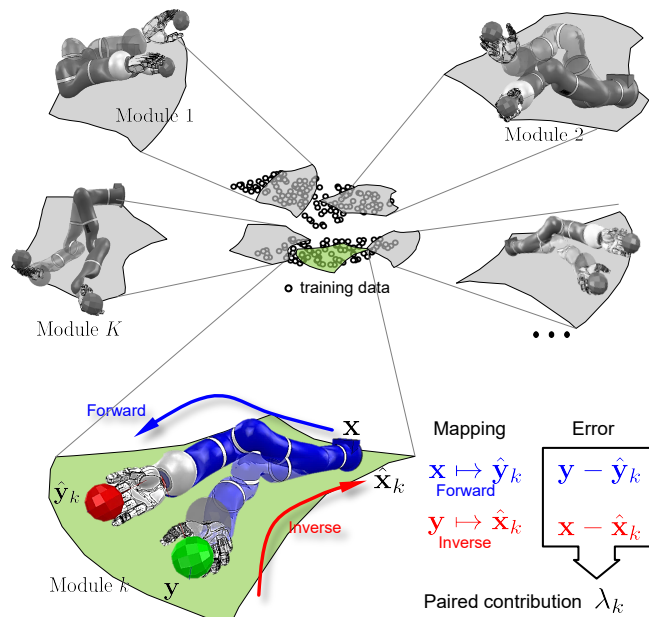 Module 1
Module 2
training data
Module K
• • •
Forward
x
x̂ₖ
ŷₖ
Inverse
y
Module k
Mapping Error
x ↦ ŷₖ y − ŷₖ
Forward
y ↦ x̂ₖ x − x̂ₖ
Inverse
Paired contribution λₖ